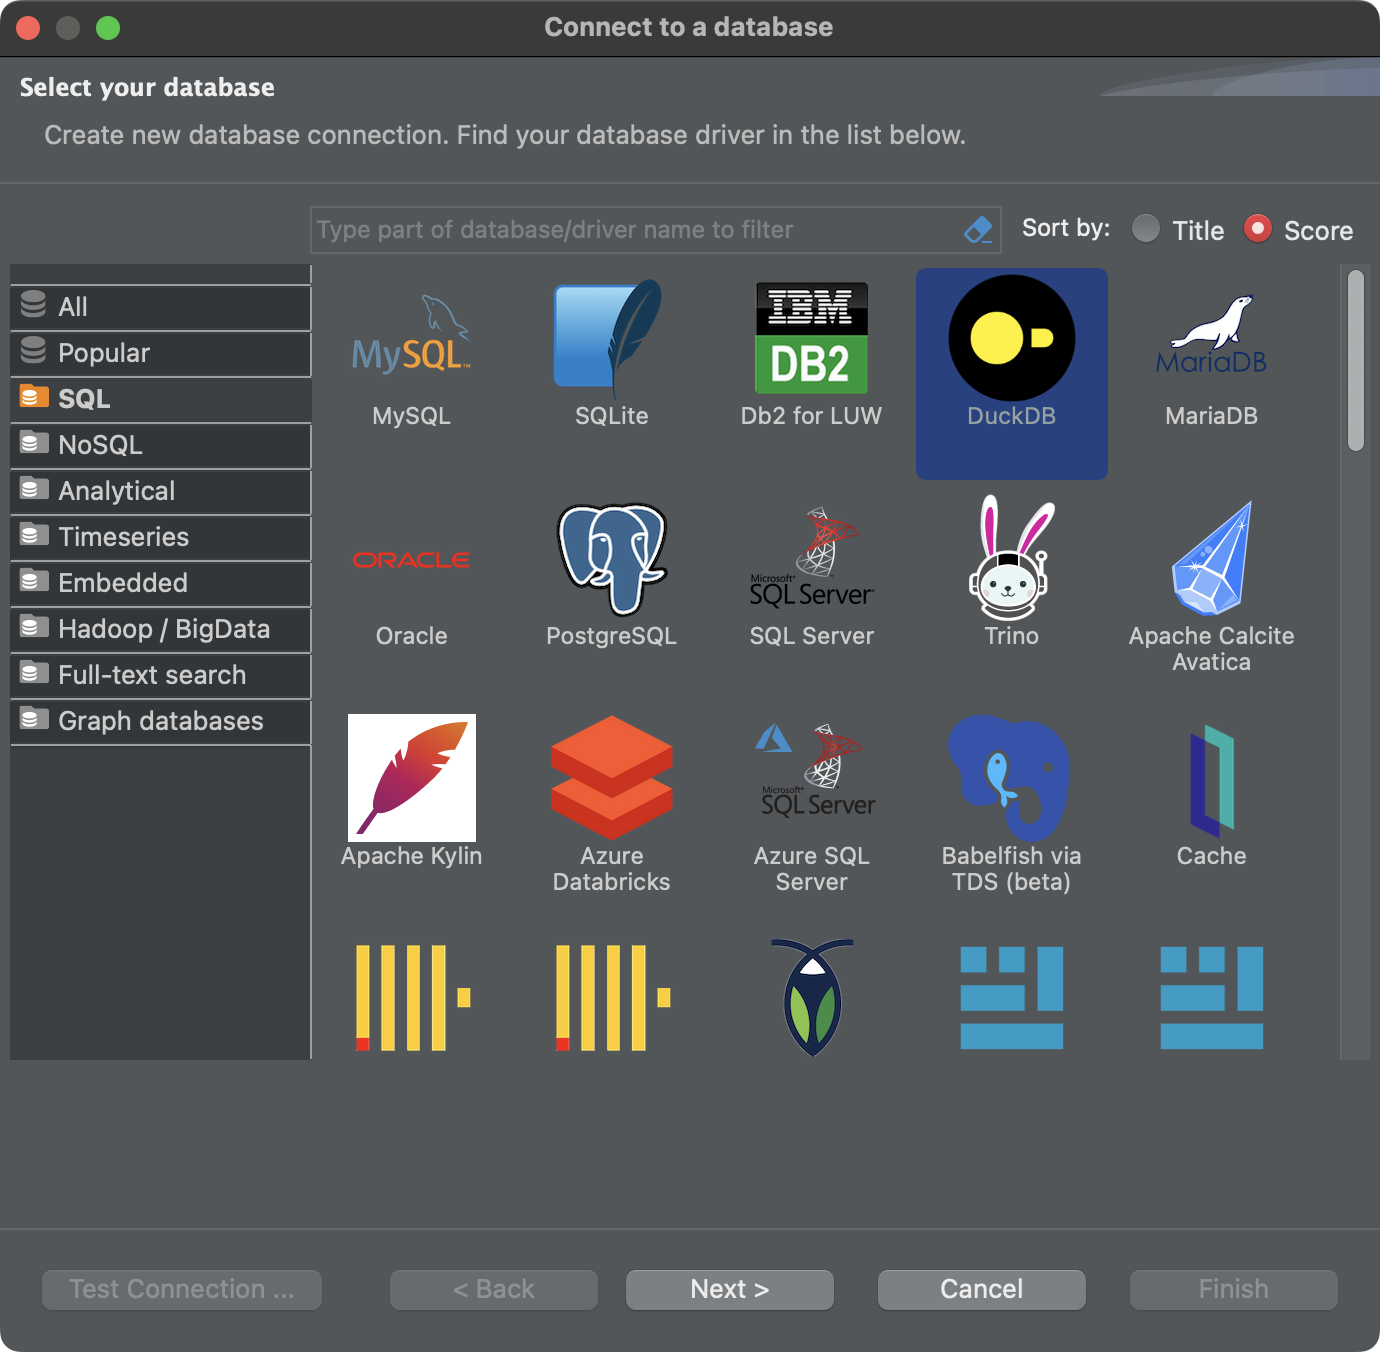 Connect to a database
Select your database
Create new database connection. Find your database driver in the list below.
Type part of database/driver name to filter
Sort by: Title Score
All
Popular
SQL
NoSQL
Analytical
Timeseries
Embedded
Hadoop / BigData
Full-text search
Graph databases
MySQL™
IBM
DB2
MariaDB
MySQL
SQLite
Db2 for LUW
DuckDB
MariaDB
ORACLE
Microsoft®
SQL Server
Oracle
PostgreSQL
SQL Server
Trino
Apache Calcite
Avatica
Microsoft®
SQL Server
Apache Kylin
Azure
Databricks
Azure SQL
Server
Babelfish via
TDS (beta)
Cache
Test Connection ...
< Back
Next >
Cancel
Finish